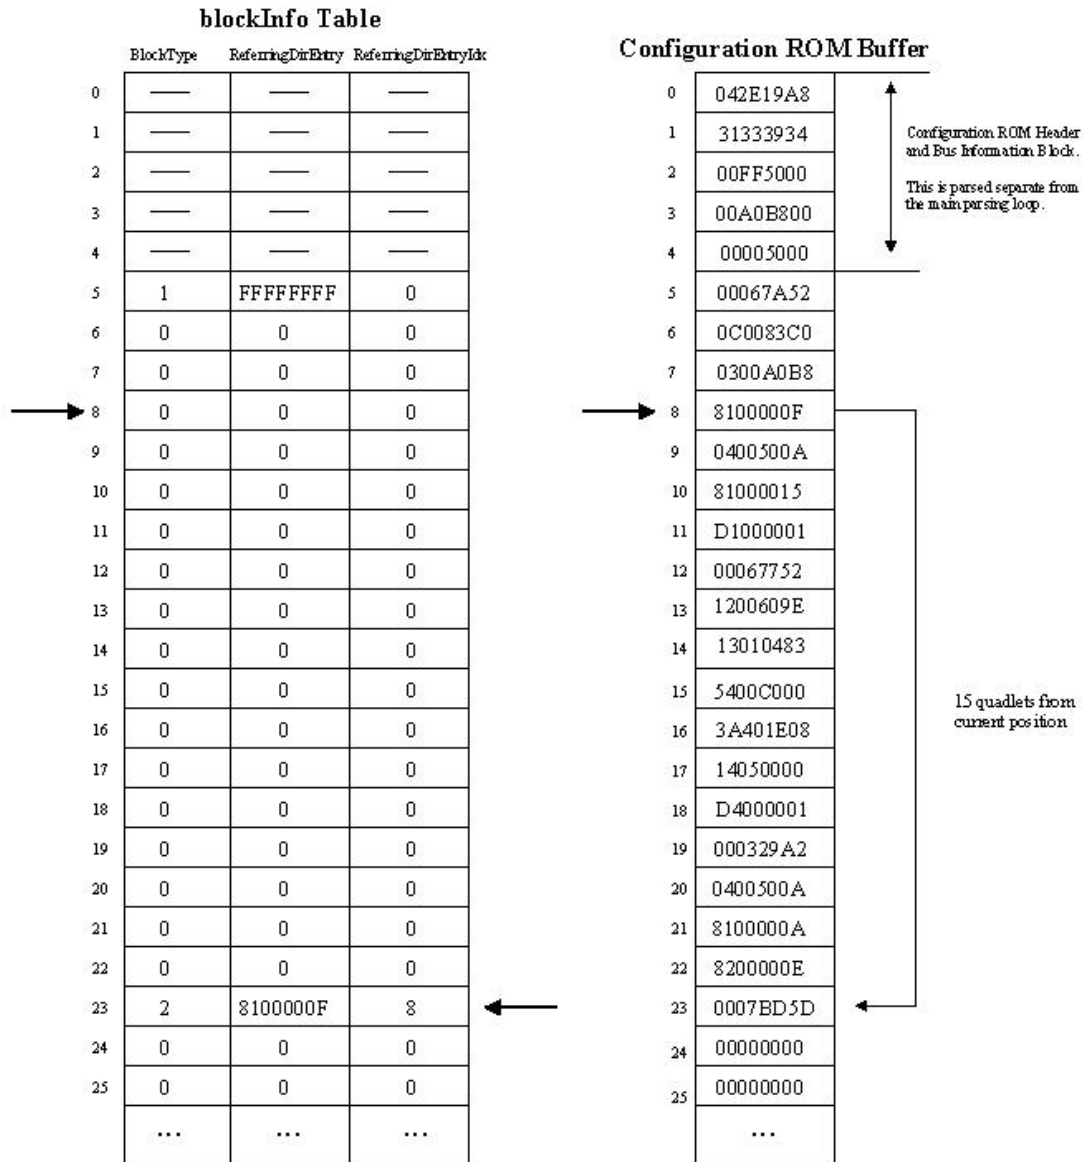 blockInfo Table
BlockType ReferringDirEntry ReferringDirEntryIdx
0 —— —— ——
1 —— —— ——
2 —— —— ——
3 —— —— ——
4 —— —— ——
5 1 FFFFFFFF 0
6 0 0 0
7 0 0 0
8 0 0 0
9 0 0 0
10 0 0 0
11 0 0 0
12 0 0 0
13 0 0 0
14 0 0 0
15 0 0 0
16 0 0 0
17 0 0 0
18 0 0 0
19 0 0 0
20 0 0 0
21 0 0 0
22 0 0 0
23 2 8100000F 8
24 0 0 0
25 0 0 0
... ... ...
Configuration ROM Buffer
0 042E19A8
1 31333934
2 00FF5000
3 00A0B800
4 00005000
5 00067A52
6 0C0083C0
7 0300A0B8
8 8100000F
9 0400500A
10 81000015
11 D1000001
12 00067752
13 1200609E
14 13010483
15 5400C000
16 3A401E08
17 14050000
18 D4000001
19 000329A2
20 0400500A
21 8100000A
22 8200000E
23 0007BD5D
24 00000000
25 00000000
...
Configuration ROM Header
and Bus Information Block.
This is parsed separate from
the main parsing loop.
15 quadlets from
current position